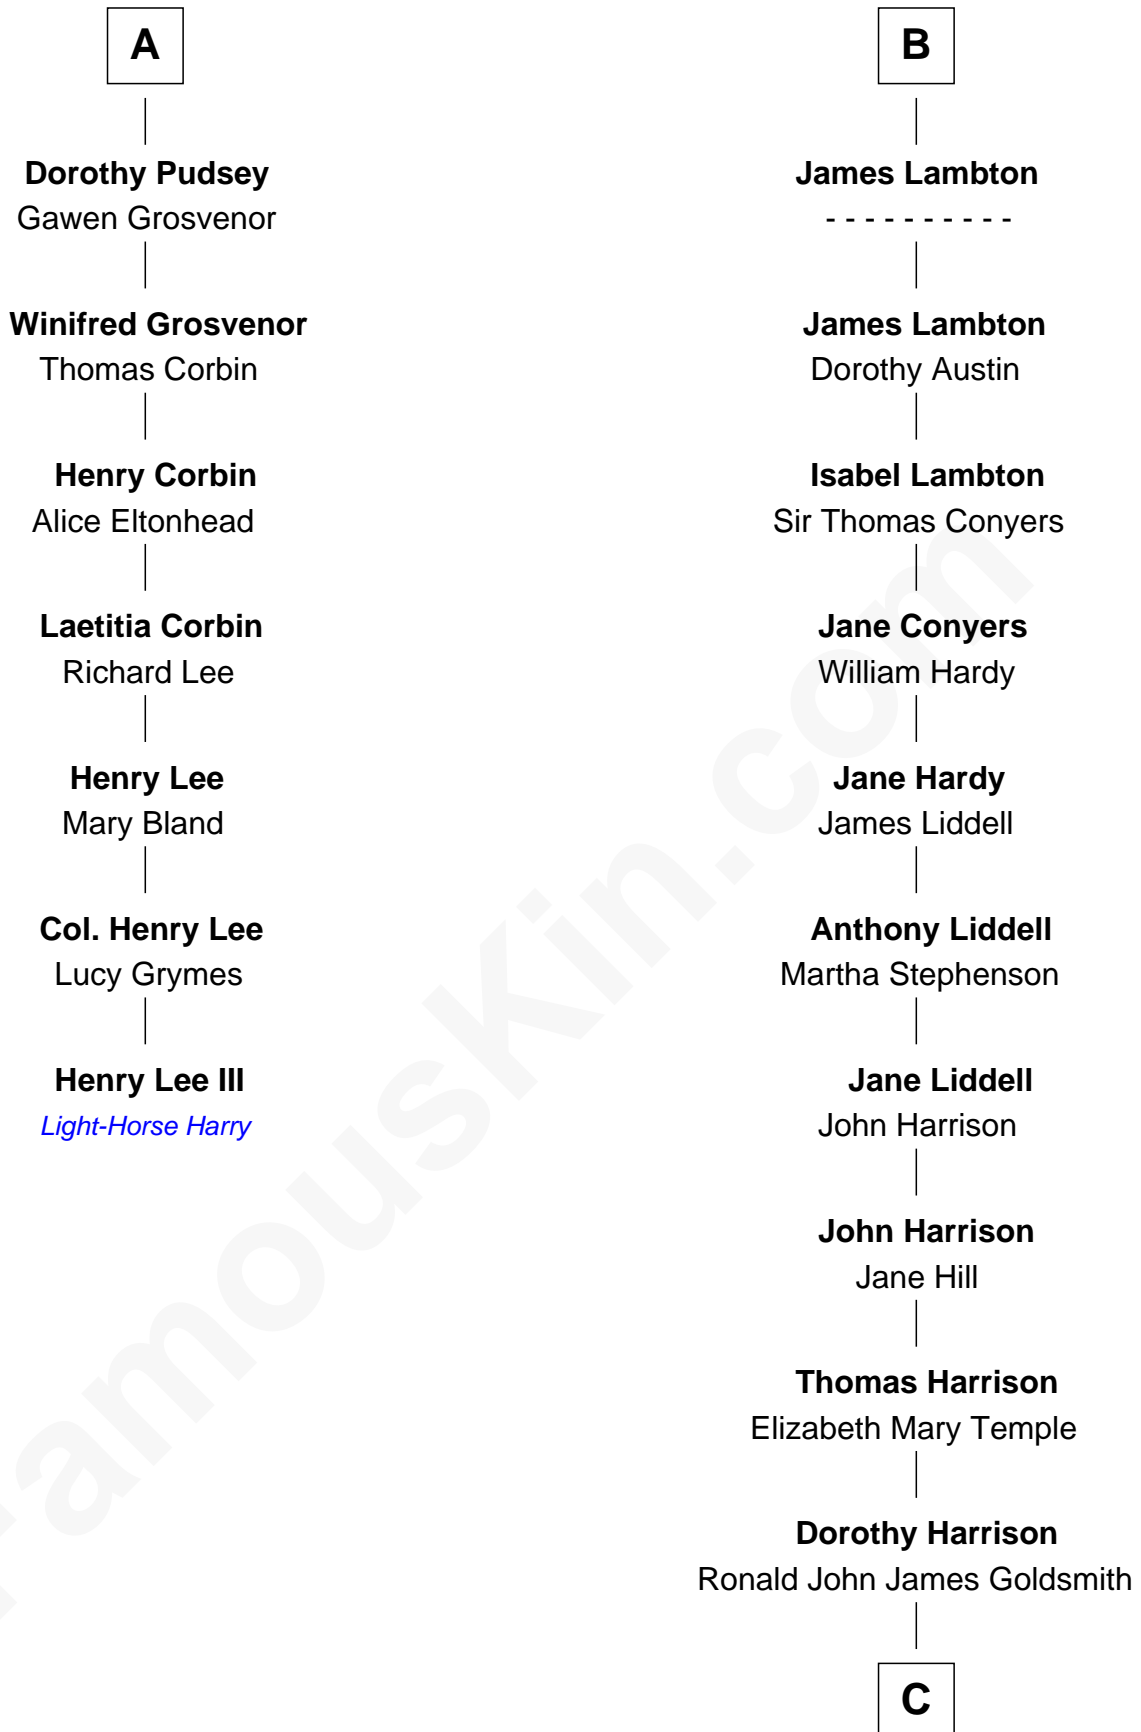 A
Dorothy Pudsey
Gawen Grosvenor
Winifred Grosvenor
Thomas Corbin
Henry Corbin
Alice Eltonhead
Laetitia Corbin
Richard Lee
Henry Lee
Mary Bland
Col. Henry Lee
Lucy Grymes
Henry Lee III
Light-Horse Harry
B
James Lambton
- - - - - - - - - -
James Lambton
Dorothy Austin
Isabel Lambton
Sir Thomas Conyers
Jane Conyers
William Hardy
Jane Hardy
James Liddell
Anthony Liddell
Martha Stephenson
Jane Liddell
John Harrison
John Harrison
Jane Hill
Thomas Harrison
Elizabeth Mary Temple
Dorothy Harrison
Ronald John James Goldsmith
C
FamousKin.com